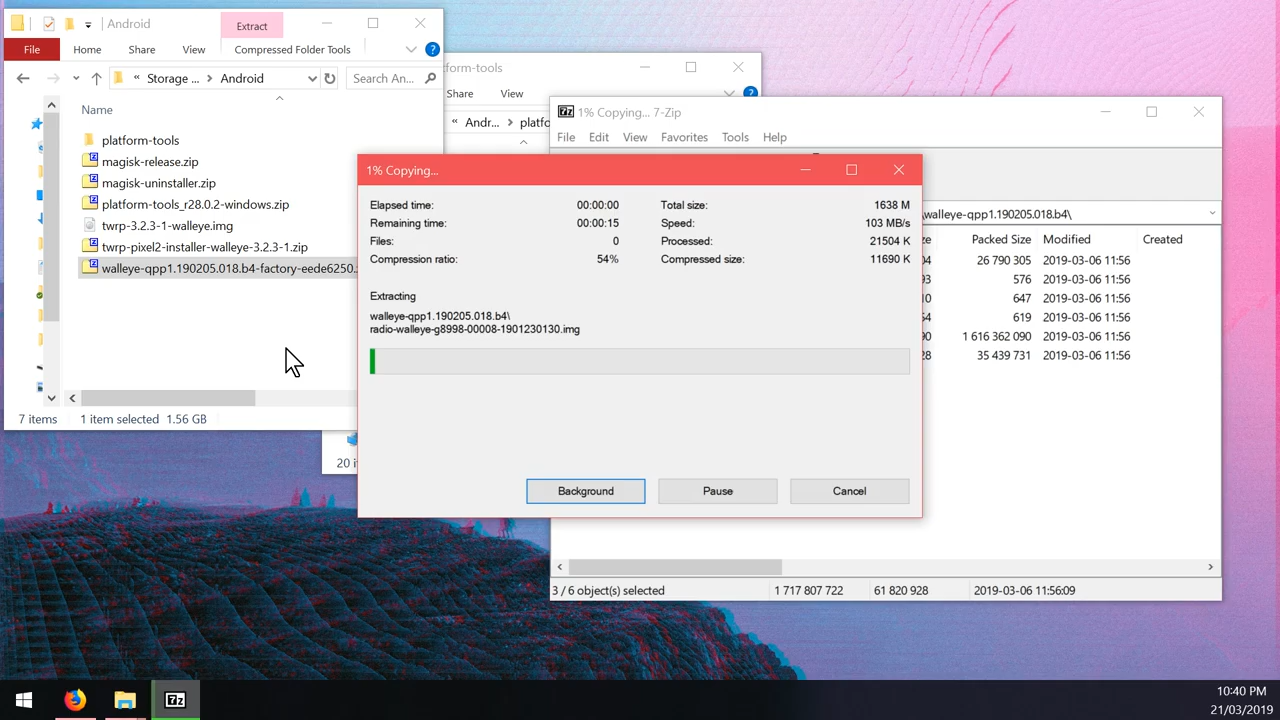 Android
Extract
File
Home
Share
View
Compressed Folder Tools
?
« Storage ... > Android
Search An...
Name
platform-tools
magisk-release.zip
magisk-uninstaller.zip
platform-tools_r28.0.2-windows.zip
twrp-3.2.3-1-walleye.img
twrp-pixel2-installer-walleye-3.2.3-1.zip
walleye-qpp1.190205.018.b4-factory-eede6250.
7 items
1 item selected 1.56 GB
tform-tools
Share
View
?
« Andr... > platfo
20 i
1% Copying... 7-Zip
File Edit View Favorites Tools Help
walleye-qpp1.190205.018.b4\
ze Packed Size Modified Created
04 26 790 305 2019-03-06 11:56
93 576 2019-03-06 11:56
10 647 2019-03-06 11:56
64 619 2019-03-06 11:56
90 1 616 362 090 2019-03-06 11:56
28 35 439 731 2019-03-06 11:56
3 / 6 object(s) selected 1 717 807 722 61 820 928 2019-03-06 11:56:09
1% Copying...
Elapsed time: 00:00:00 Total size: 1638 M
Remaining time: 00:00:15 Speed: 103 MB/s
Files: 0 Processed: 21504 K
Compression ratio: 54% Compressed size: 11690 K
Extracting
walleye-qpp1.190205.018.b4\
radio-walleye-g8998-00008-1901230130.img
Background
Pause
Cancel
7z
10:40 PM
21/03/2019